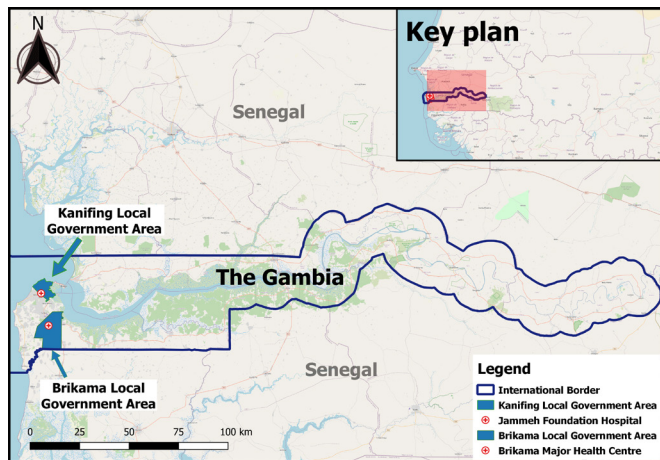 N
Key plan
Senegal
Kanifing Local
Government Area
The Gambia
Brikama Local
Government Area
Senegal
0 25 50 75 100 km
Legend
International Border
Kanifing Local Government Area
Jammeh Foundation Hospital
Brikama Local Government Area
Brikama Major Health Centre